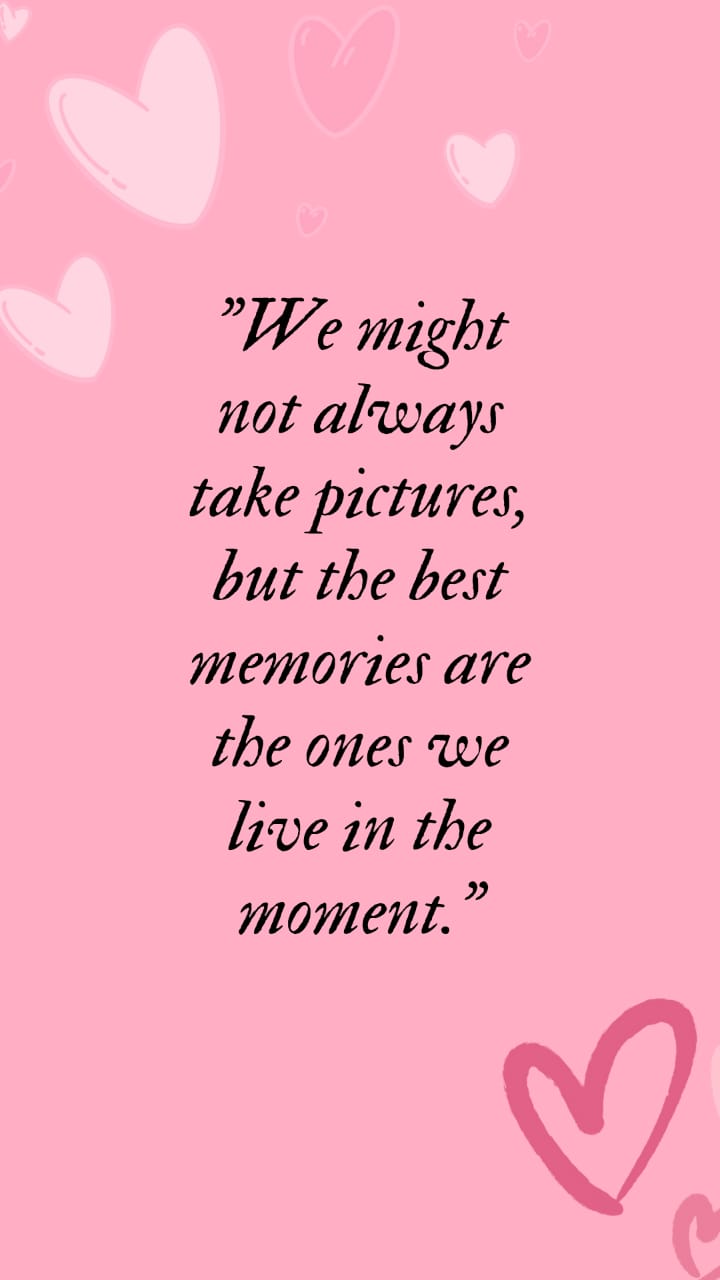 ”We might
not always
take pictures,
but the best
memories are
the ones we
live in the
moment.”